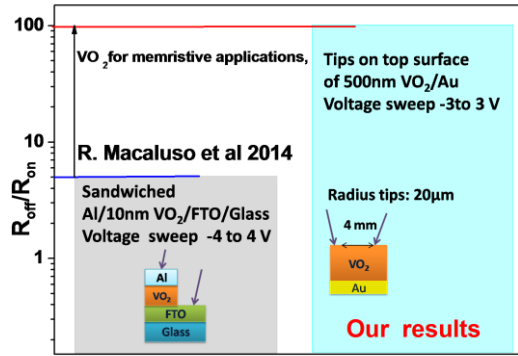 100
10
1
R_off/R_on
VO₂ for memristive applications,
R. Macaluso et al 2014
Sandwiched
Al/10nm VO₂/FTO/Glass
Voltage sweep -4 to 4 V
Al
VO₂
FTO
Glass
Tips on top surface
of 500nm VO₂/Au
Voltage sweep -3to 3 V
Radius tips: 20μm
4 mm
VO₂
Au
Our results